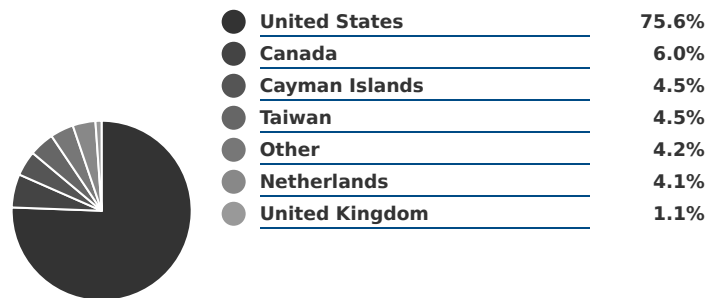 United States 75.6%
Canada 6.0%
Cayman Islands 4.5%
Taiwan 4.5%
Other 4.2%
Netherlands 4.1%
United Kingdom 1.1%